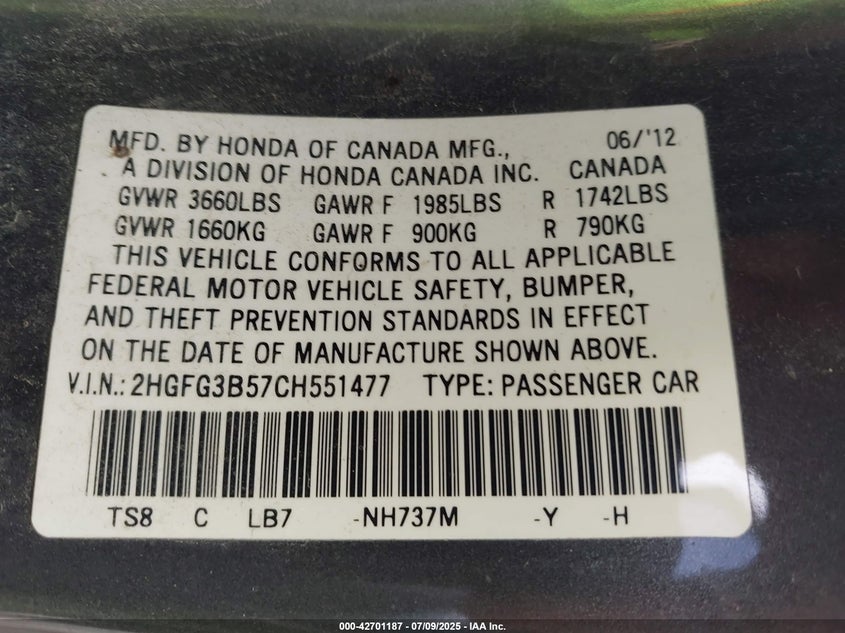 MFD. BY HONDA OF CANADA MFG., 06/'12
A DIVISION OF HONDA CANADA INC. CANADA
GVWR 3660LBS GAWR F 1985LBS R 1742LBS
GVWR 1660KG GAWR F 900KG R 790KG
THIS VEHICLE CONFORMS TO ALL APPLICABLE
FEDERAL MOTOR VEHICLE SAFETY, BUMPER,
AND THEFT PREVENTION STANDARDS IN EFFECT
ON THE DATE OF MANUFACTURE SHOWN ABOVE.
V.I.N.: 2HGFG3B57CH551477 TYPE: PASSENGER CAR
TS8 C LB7 -NH737M -Y -H
000-42701187 - 07/09/2025 - IAA Inc.